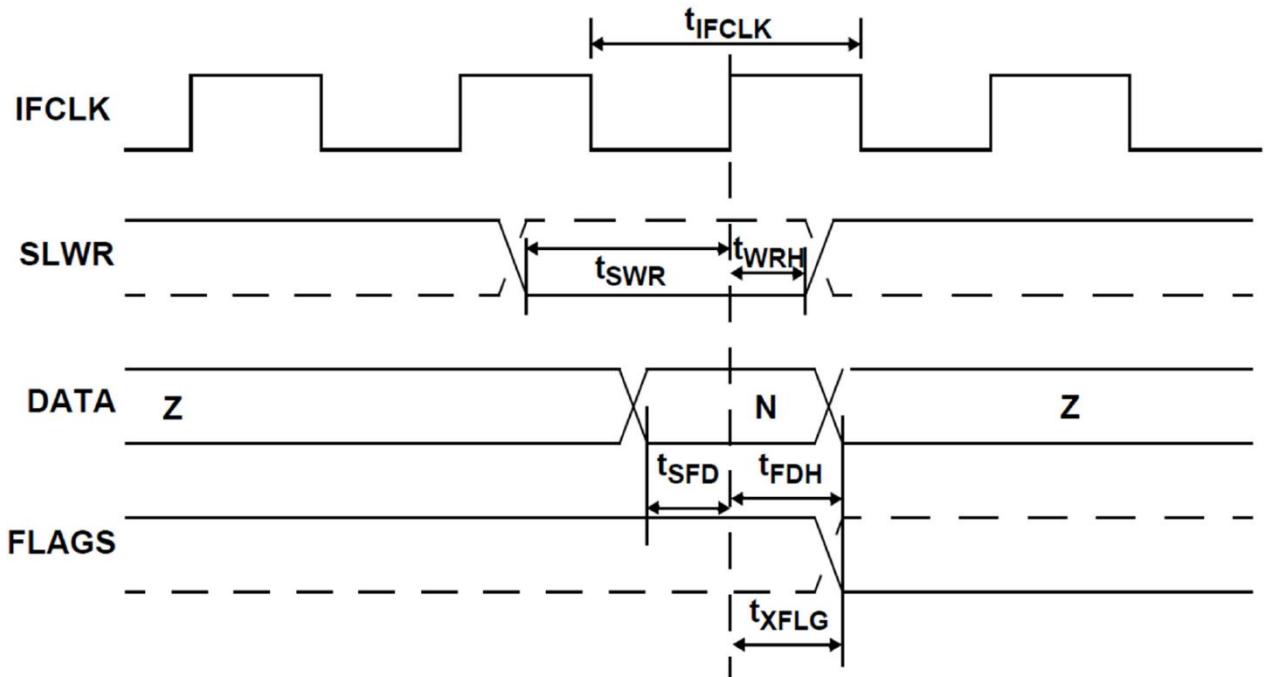 tIFCLK
IFCLK
SLWR
tSWR
tWRH
DATA
Z
N
Z
tSFD
tFDH
FLAGS
tXFLG